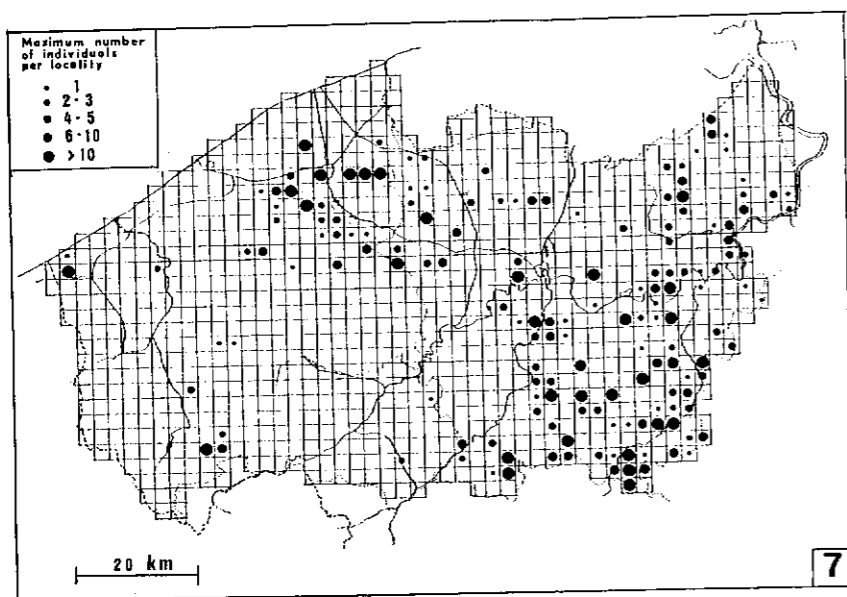 Maximum number
of individuals
per locality
1
2-3
4-5
6-10
>10
20 km
7